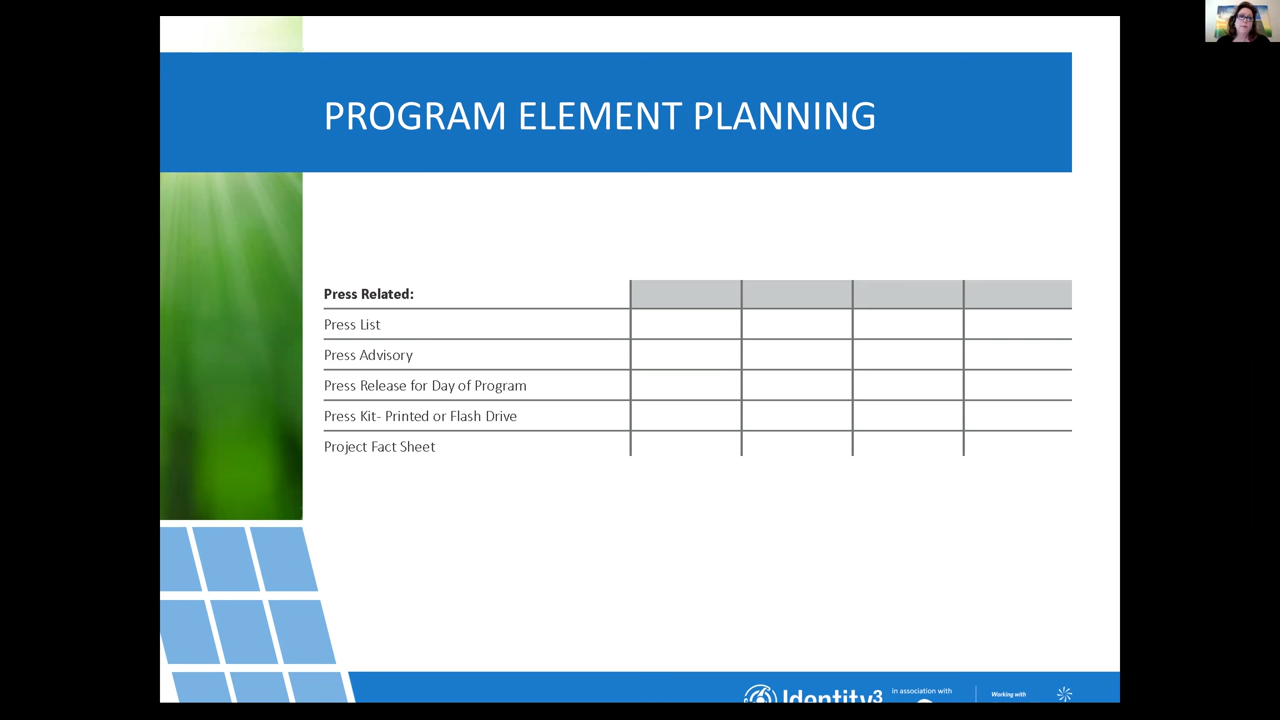 PROGRAM ELEMENT PLANNING
Press Related:
Press List
Press Advisory
Press Release for Day of Program
Press Kit- Printed or Flash Drive
Project Fact Sheet
Identity3
in association with
Working with